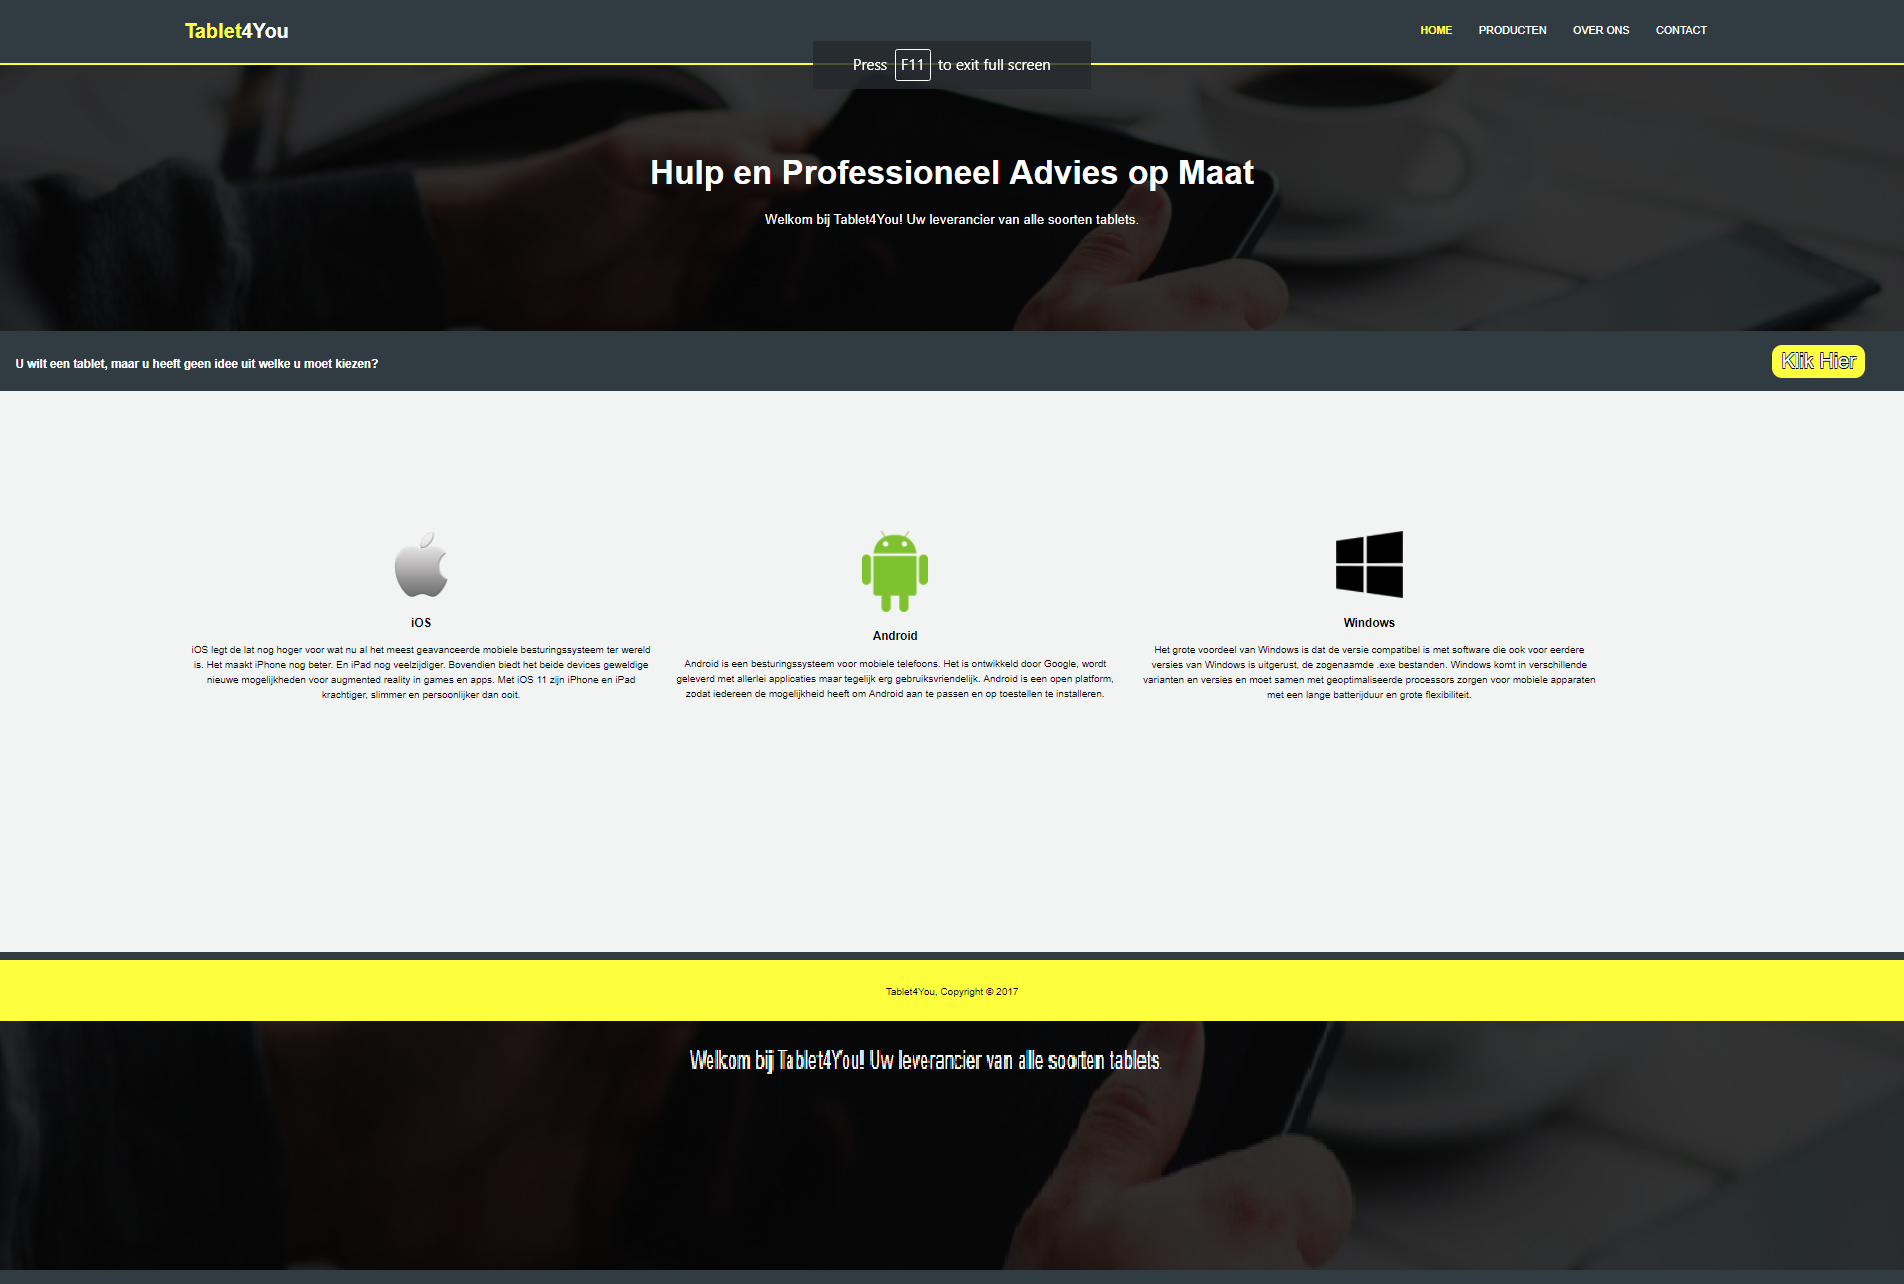 Tablet4You
HOME PRODUCTEN OVER ONS CONTACT
Press F11 to exit full screen
Hulp en Professioneel Advies op Maat
Welkom bij Tablet4You! Uw leverancier van alle soorten tablets.
U wilt een tablet, maar u heeft geen idee uit welke u moet kiezen?
Klik Hier
iOS
iOS legt de lat nog hoger voor wat nu al het meest geavanceerde mobiele besturingssysteem ter wereld
is. Het maakt iPhone nog beter. En iPad nog veelzijdiger. Bovendien biedt het beide devices geweldige
nieuwe mogelijkheden voor augmented reality in games en apps. Met iOS 11 zijn iPhone en iPad
krachtiger, slimmer en persoonlijker dan ooit.
Android
Android is een besturingssysteem voor mobiele telefoons. Het is ontwikkeld door Google, wordt
geleverd met allerlei applicaties maar tegelijk erg gebruiksvriendelijk. Android is een open platform,
zodat iedereen de mogelijkheid heeft om Android aan te passen en op toestellen te installeren.
Windows
Het grote voordeel van Windows is dat de versie compatibel is met software die ook voor eerdere
versies van Windows is uitgerust, de zogenaamde .exe bestanden. Windows komt in verschillende
varianten en versies en moet samen met geoptimaliseerde processors zorgen voor mobiele apparaten
met een lange batterijduur en grote flexibiliteit.
Tablet4You, Copyright © 2017
Welkom bij Tablet4You! Uw leverancier van alle soorten tablets.